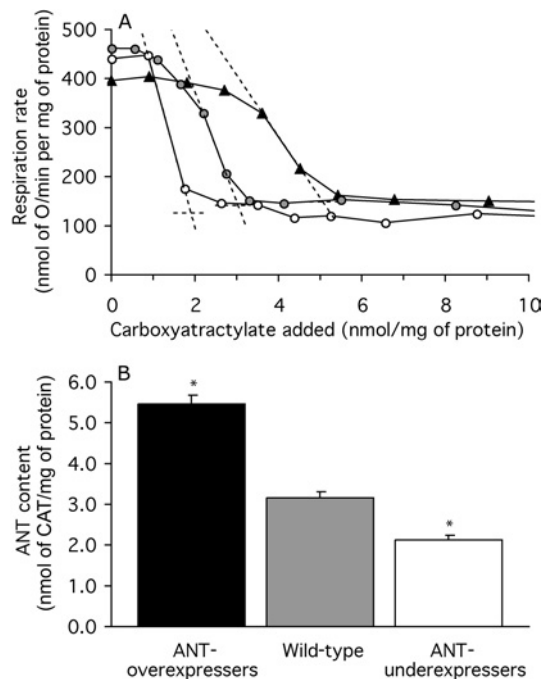 A
500
400
300
200
100
0
Respiration rate
(nmol of O/min per mg of protein)
0 2 4 6 8 10
Carboxyatractylate added (nmol/mg of protein)
B
6.0
5.0
4.0
3.0
2.0
1.0
0.0
ANT content
(nmol of CAT/mg of protein)
*
*
ANT-
overexpressers
Wild-type
ANT-
underexpressers